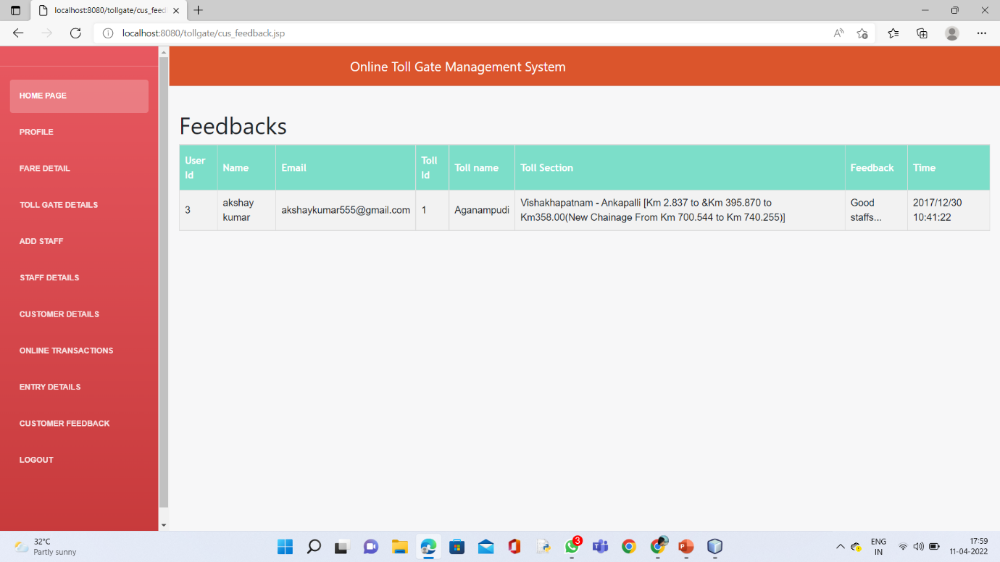 localhost:8080/tollgate/cus_feed
localhost:8080/tollgate/cus_feedback.jsp
Online Toll Gate Management System
HOME PAGE
PROFILE
FARE DETAIL
TOLL GATE DETAILS
ADD STAFF
STAFF DETAILS
CUSTOMER DETAILS
ONLINE TRANSACTIONS
ENTRY DETAILS
CUSTOMER FEEDBACK
LOGOUT
Feedbacks
User Id Name Email Toll Id Toll name Toll Section Feedback Time
3 akshay kumar akshaykumar555@gmail.com 1 Aganampudi Vishakhapatnam - Ankapalli [Km 2.837 to &Km 395.870 to Km358.00(New Chainage From Km 700.544 to Km 740.255)] Good staffs... 2017/12/30 10:41:22
32°C
Partly sunny
3
ENG
IN
17:59
11-04-2022